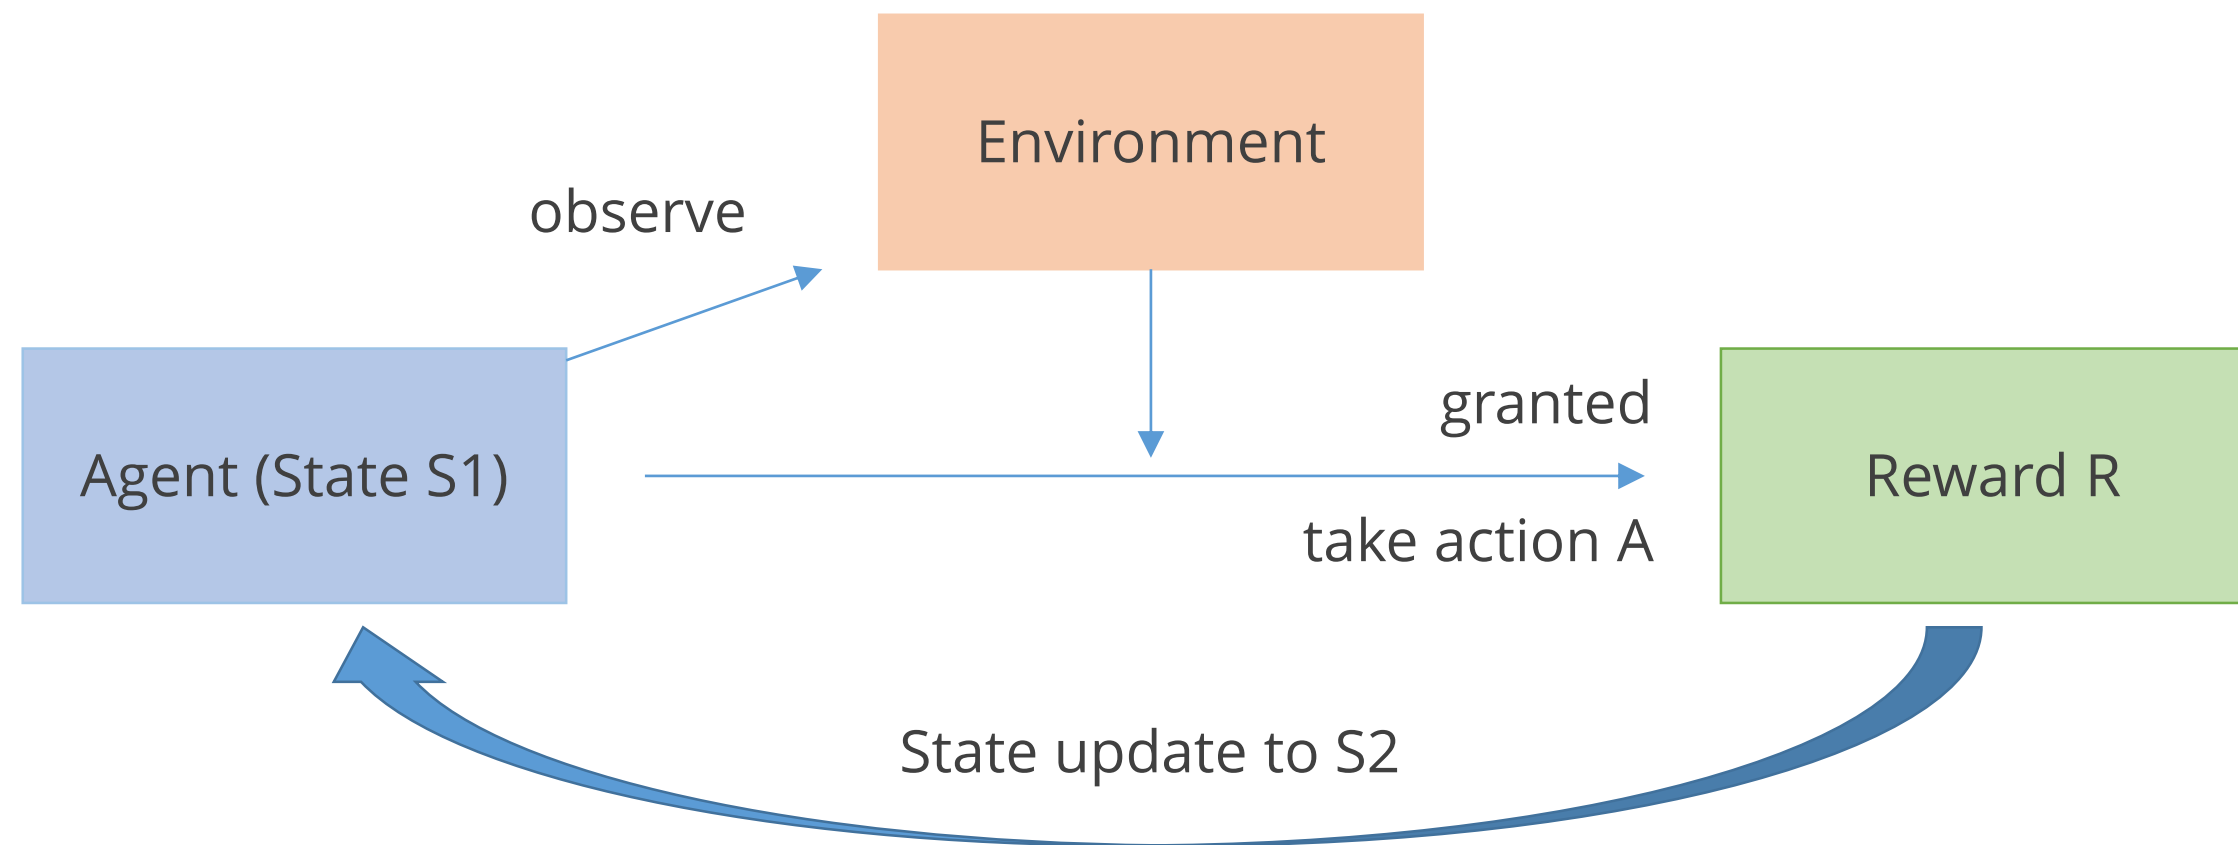 Environment
observe
granted
Agent (State S1)
Reward R
take action A
State update to S2